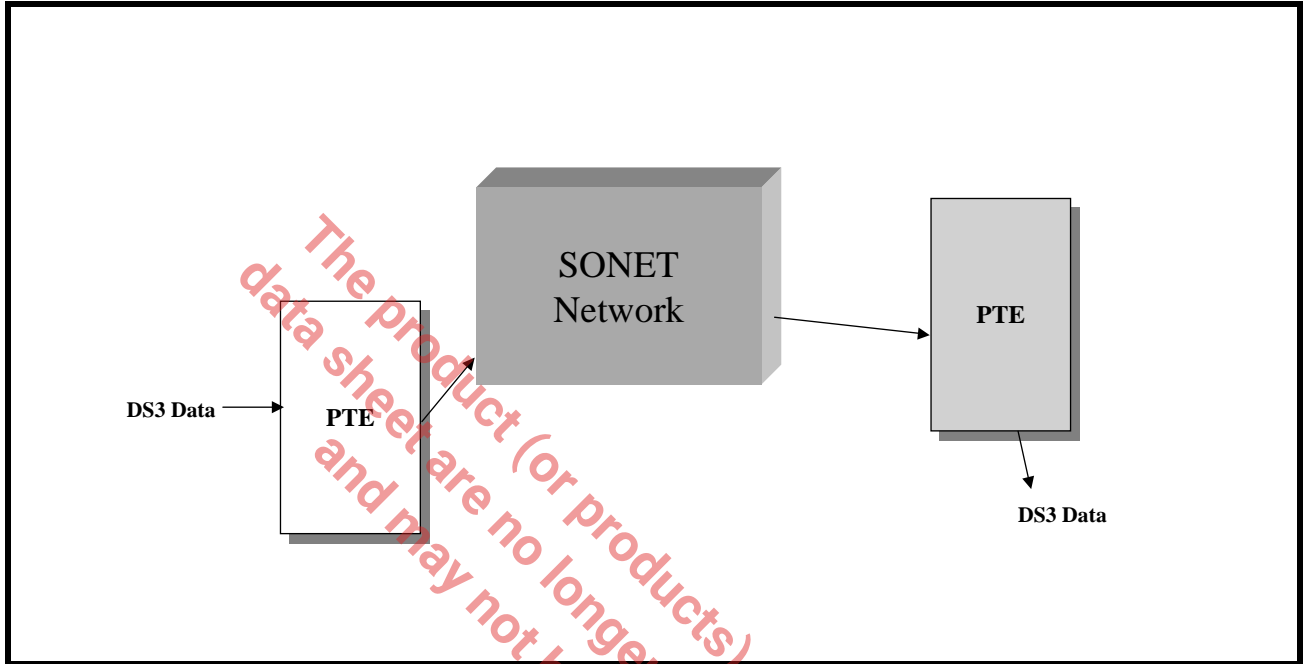 SONET
Network
PTE
DS3 Data
PTE
DS3 Data
The product (or products)
data sheet are no longer
and may not